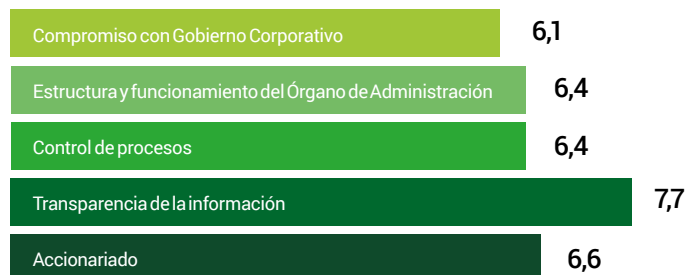 Compromiso con Gobierno Corporativo 6,1
Estructura y funcionamiento del Órgano de Administración 6,4
Control de procesos 6,4
Transparencia de la información 7,7
Accionariado 6,6